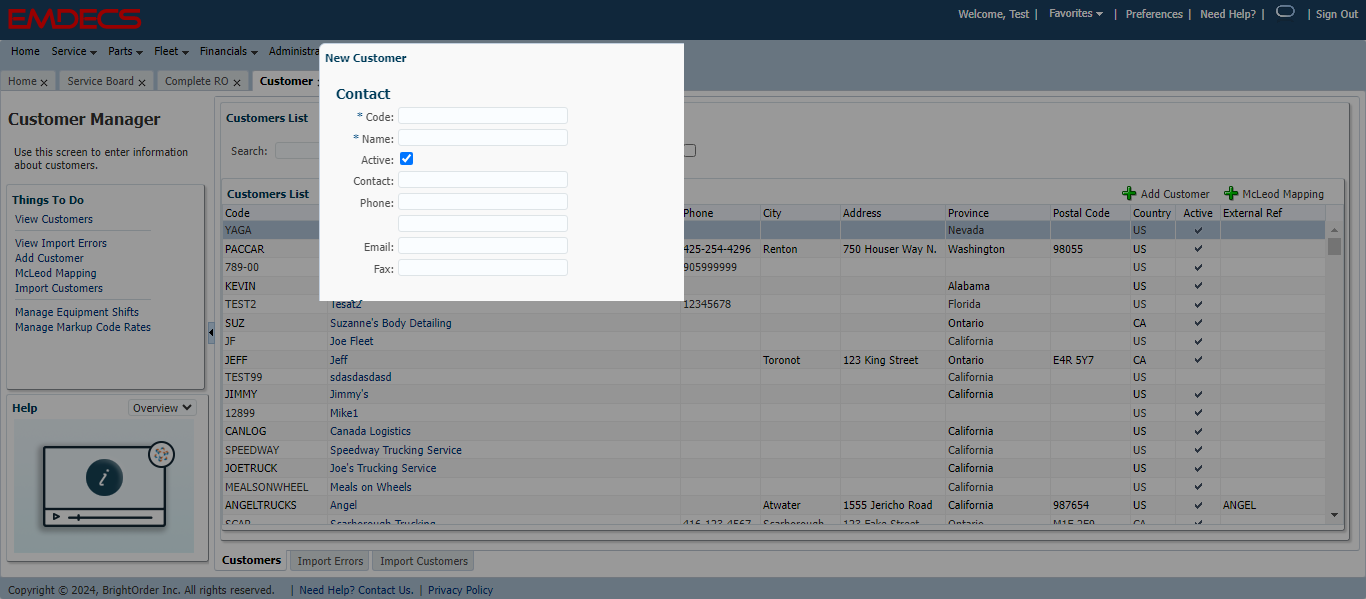 EMDECS
Welcome, Test | Favorites | Preferences | Need Help? | | Sign Out
Home Service Parts Fleet Financials Administra
Home x Service Board x Complete RO x Customer
Customer Manager
Use this screen to enter information
about customers.
Things To Do
View Customers
View Import Errors
Add Customer
McLeod Mapping
Import Customers
Manage Equipment Shifts
Manage Markup Code Rates
Help Overview
i
New Customer
Contact
* Code:
* Name:
Active:
Contact:
Phone:
Email:
Fax:
Customers List
Search:
Customers List Add Customer McLeod Mapping
Code Phone City Address Province Postal Code Country Active External Ref
YAGA Nevada US
PACCAR 425-254-4296 Renton 750 Houser Way N. Washington 98055 US
789-00 905999999 US
KEVIN Alabama US
TEST2 Tesat2 12345678 Florida US
SUZ Suzanne's Body Detailing Ontario CA
JF Joe Fleet California US
JEFF Jeff Toronot 123 King Street Ontario E4R 5Y7 CA
TEST99 sdasdasdasd California US
JIMMY Jimmy's California US
12899 Mike1 US
CANLOG Canada Logistics California US
SPEEDWAY Speedway Trucking Service California US
JOETRUCK Joe's Trucking Service California US
MEALSONWHEEL Meals on Wheels California US
ANGELTRUCKS Angel Atwater 1555 Jericho Road California 987654 US ANGEL
SCAR Scarborough Trucking 416-123-4567 Scarborough 123 Fake Street Ontario M1E 2E9 CA
Customers Import Errors Import Customers
Copyright © 2024, BrightOrder Inc. All rights reserved. | Need Help? Contact Us. | Privacy Policy